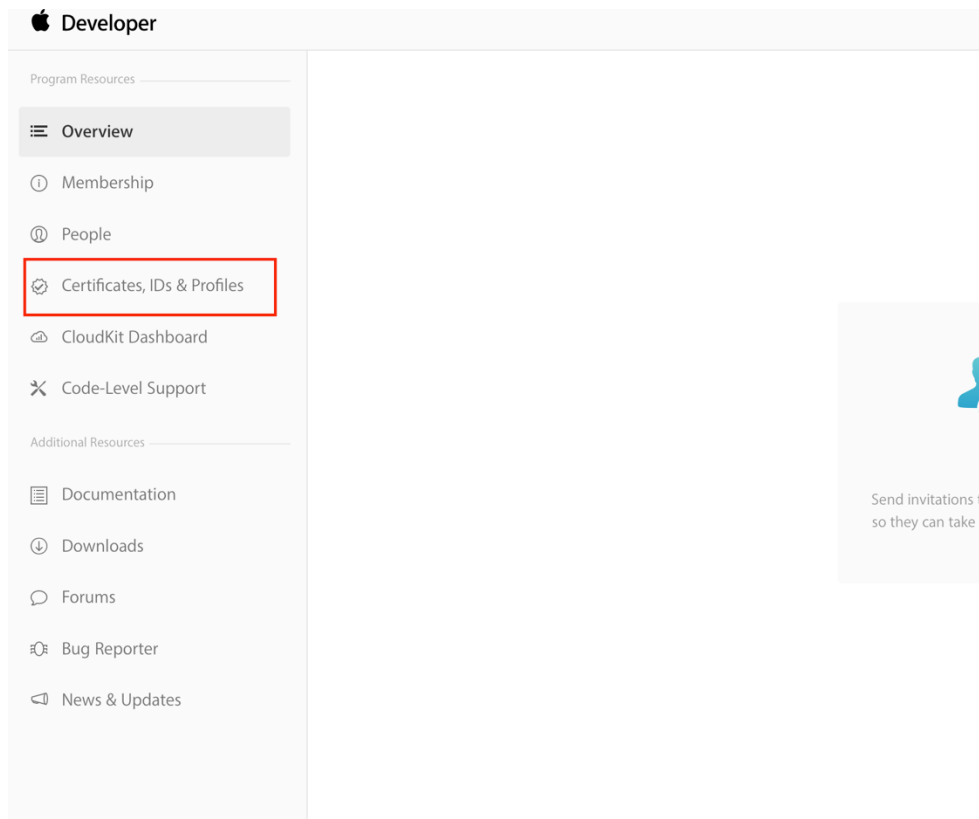 Developer
Program Resources
Overview
Membership
People
Certificates, IDs & Profiles
CloudKit Dashboard
Code-Level Support
Additional Resources
Documentation
Downloads
Forums
Bug Reporter
News & Updates
Send invitations
so they can take